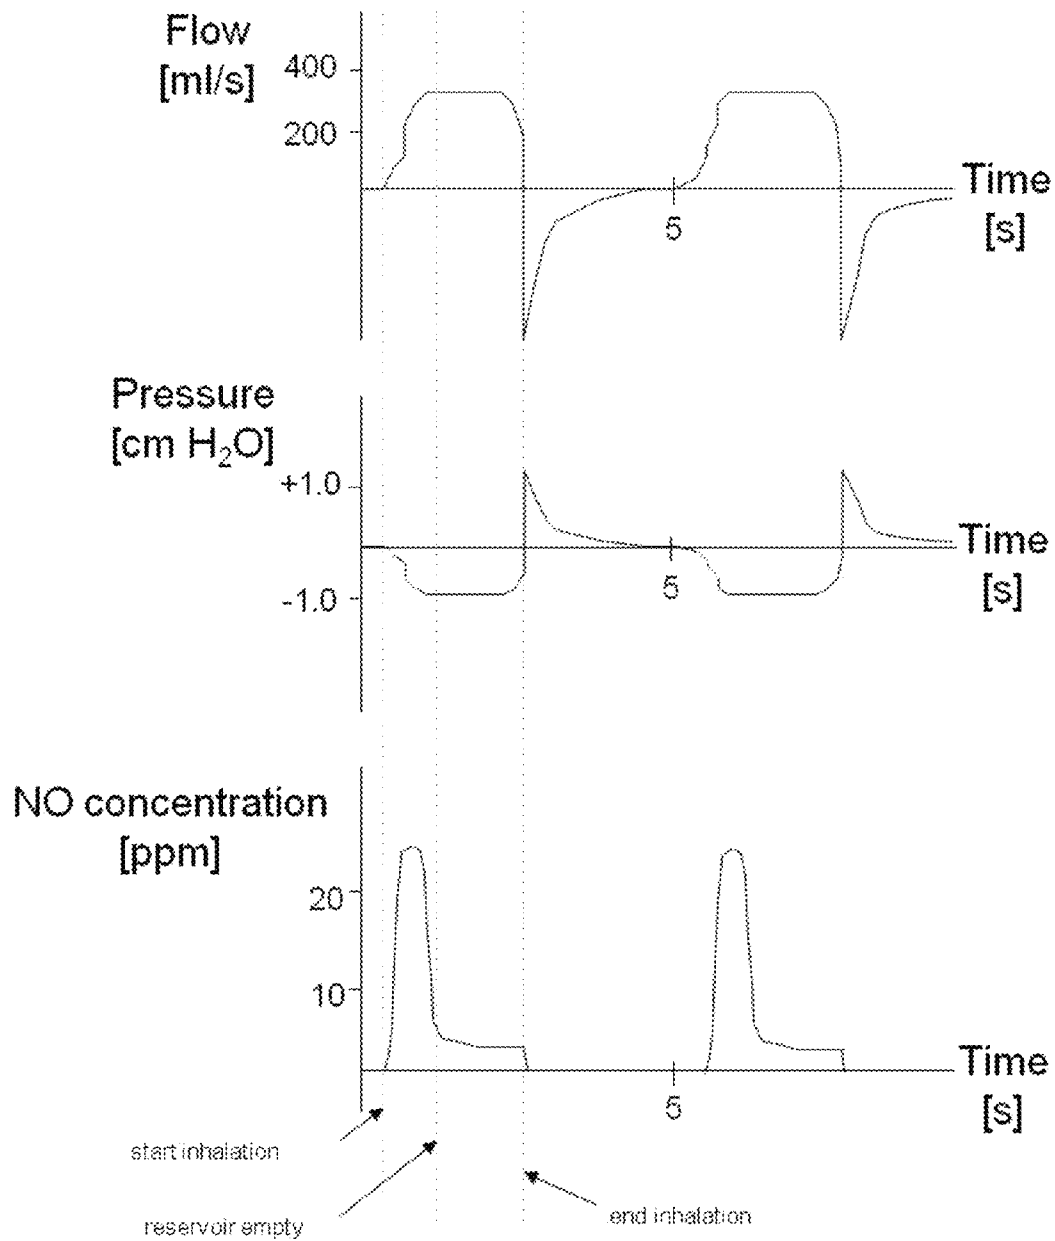 Flow
[ml/s]
400
200
Time
[s]
5
Pressure
[cm H₂O]
+1.0
-1.0
Time
[s]
5
NO concentration
[ppm]
20
10
Time
[s]
5
start inhalation
reservoir empty
end inhalation